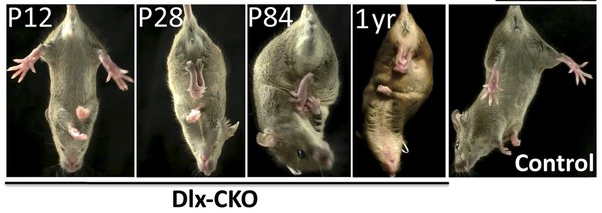 P12
P28
P84
1yr
Control
Dlx-CKO